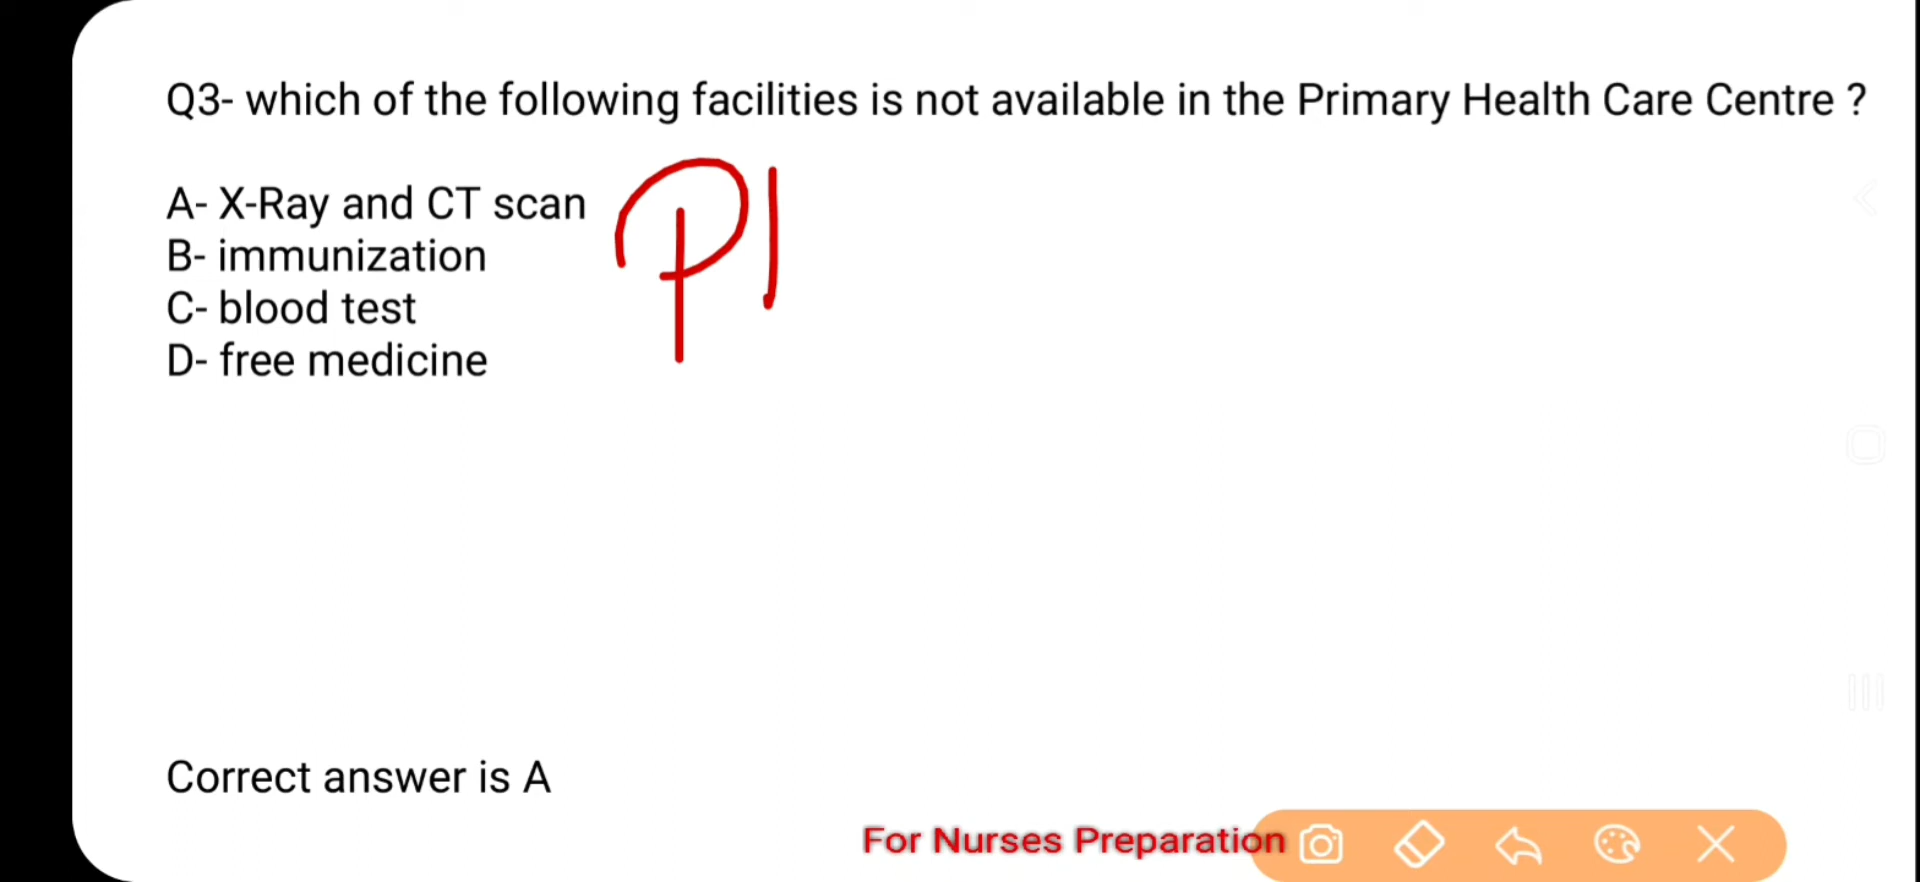 Q3- which of the following facilities is not available in the Primary Health Care Centre ?
A- X-Ray and CT scan
B- immunization
C- blood test
D- free medicine
PI
Correct answer is A
For Nurses Preparation